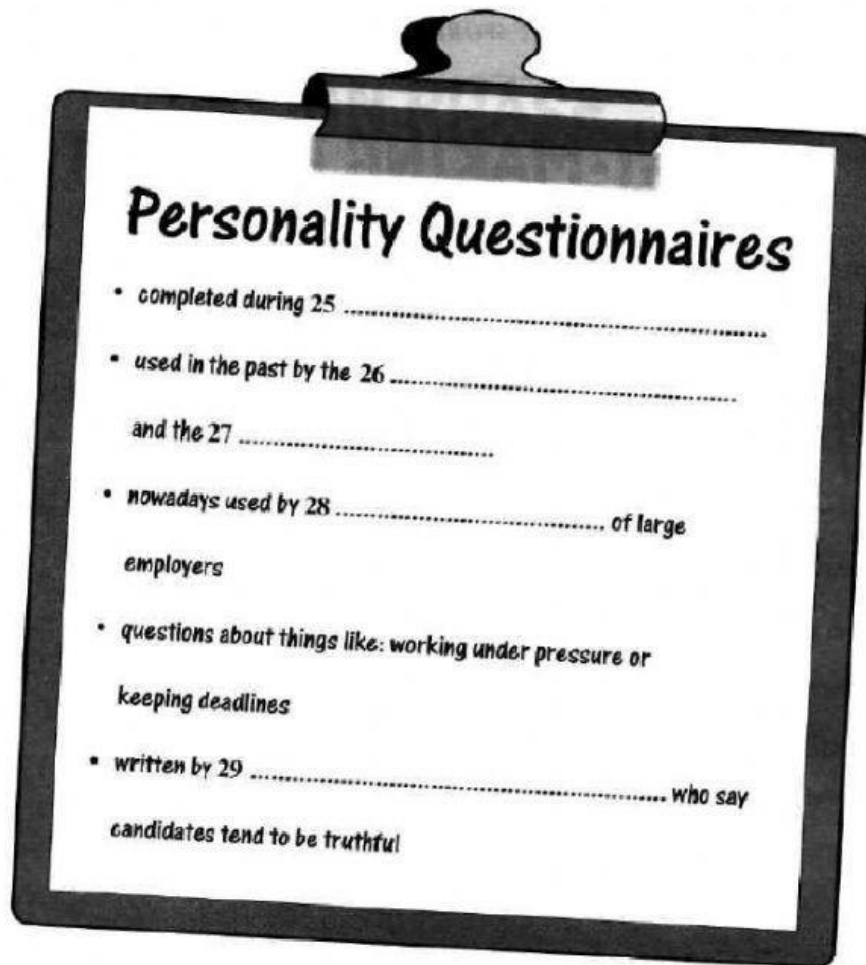 Personality Questionnaires
• completed during 25 ........................................
• used in the past by the 26 ........................................
and the 27 ........................................
• nowadays used by 28 ........................................ of large
employers
• questions about things like: working under pressure or
keeping deadlines
• written by 29 ........................................ who say
candidates tend to be truthful